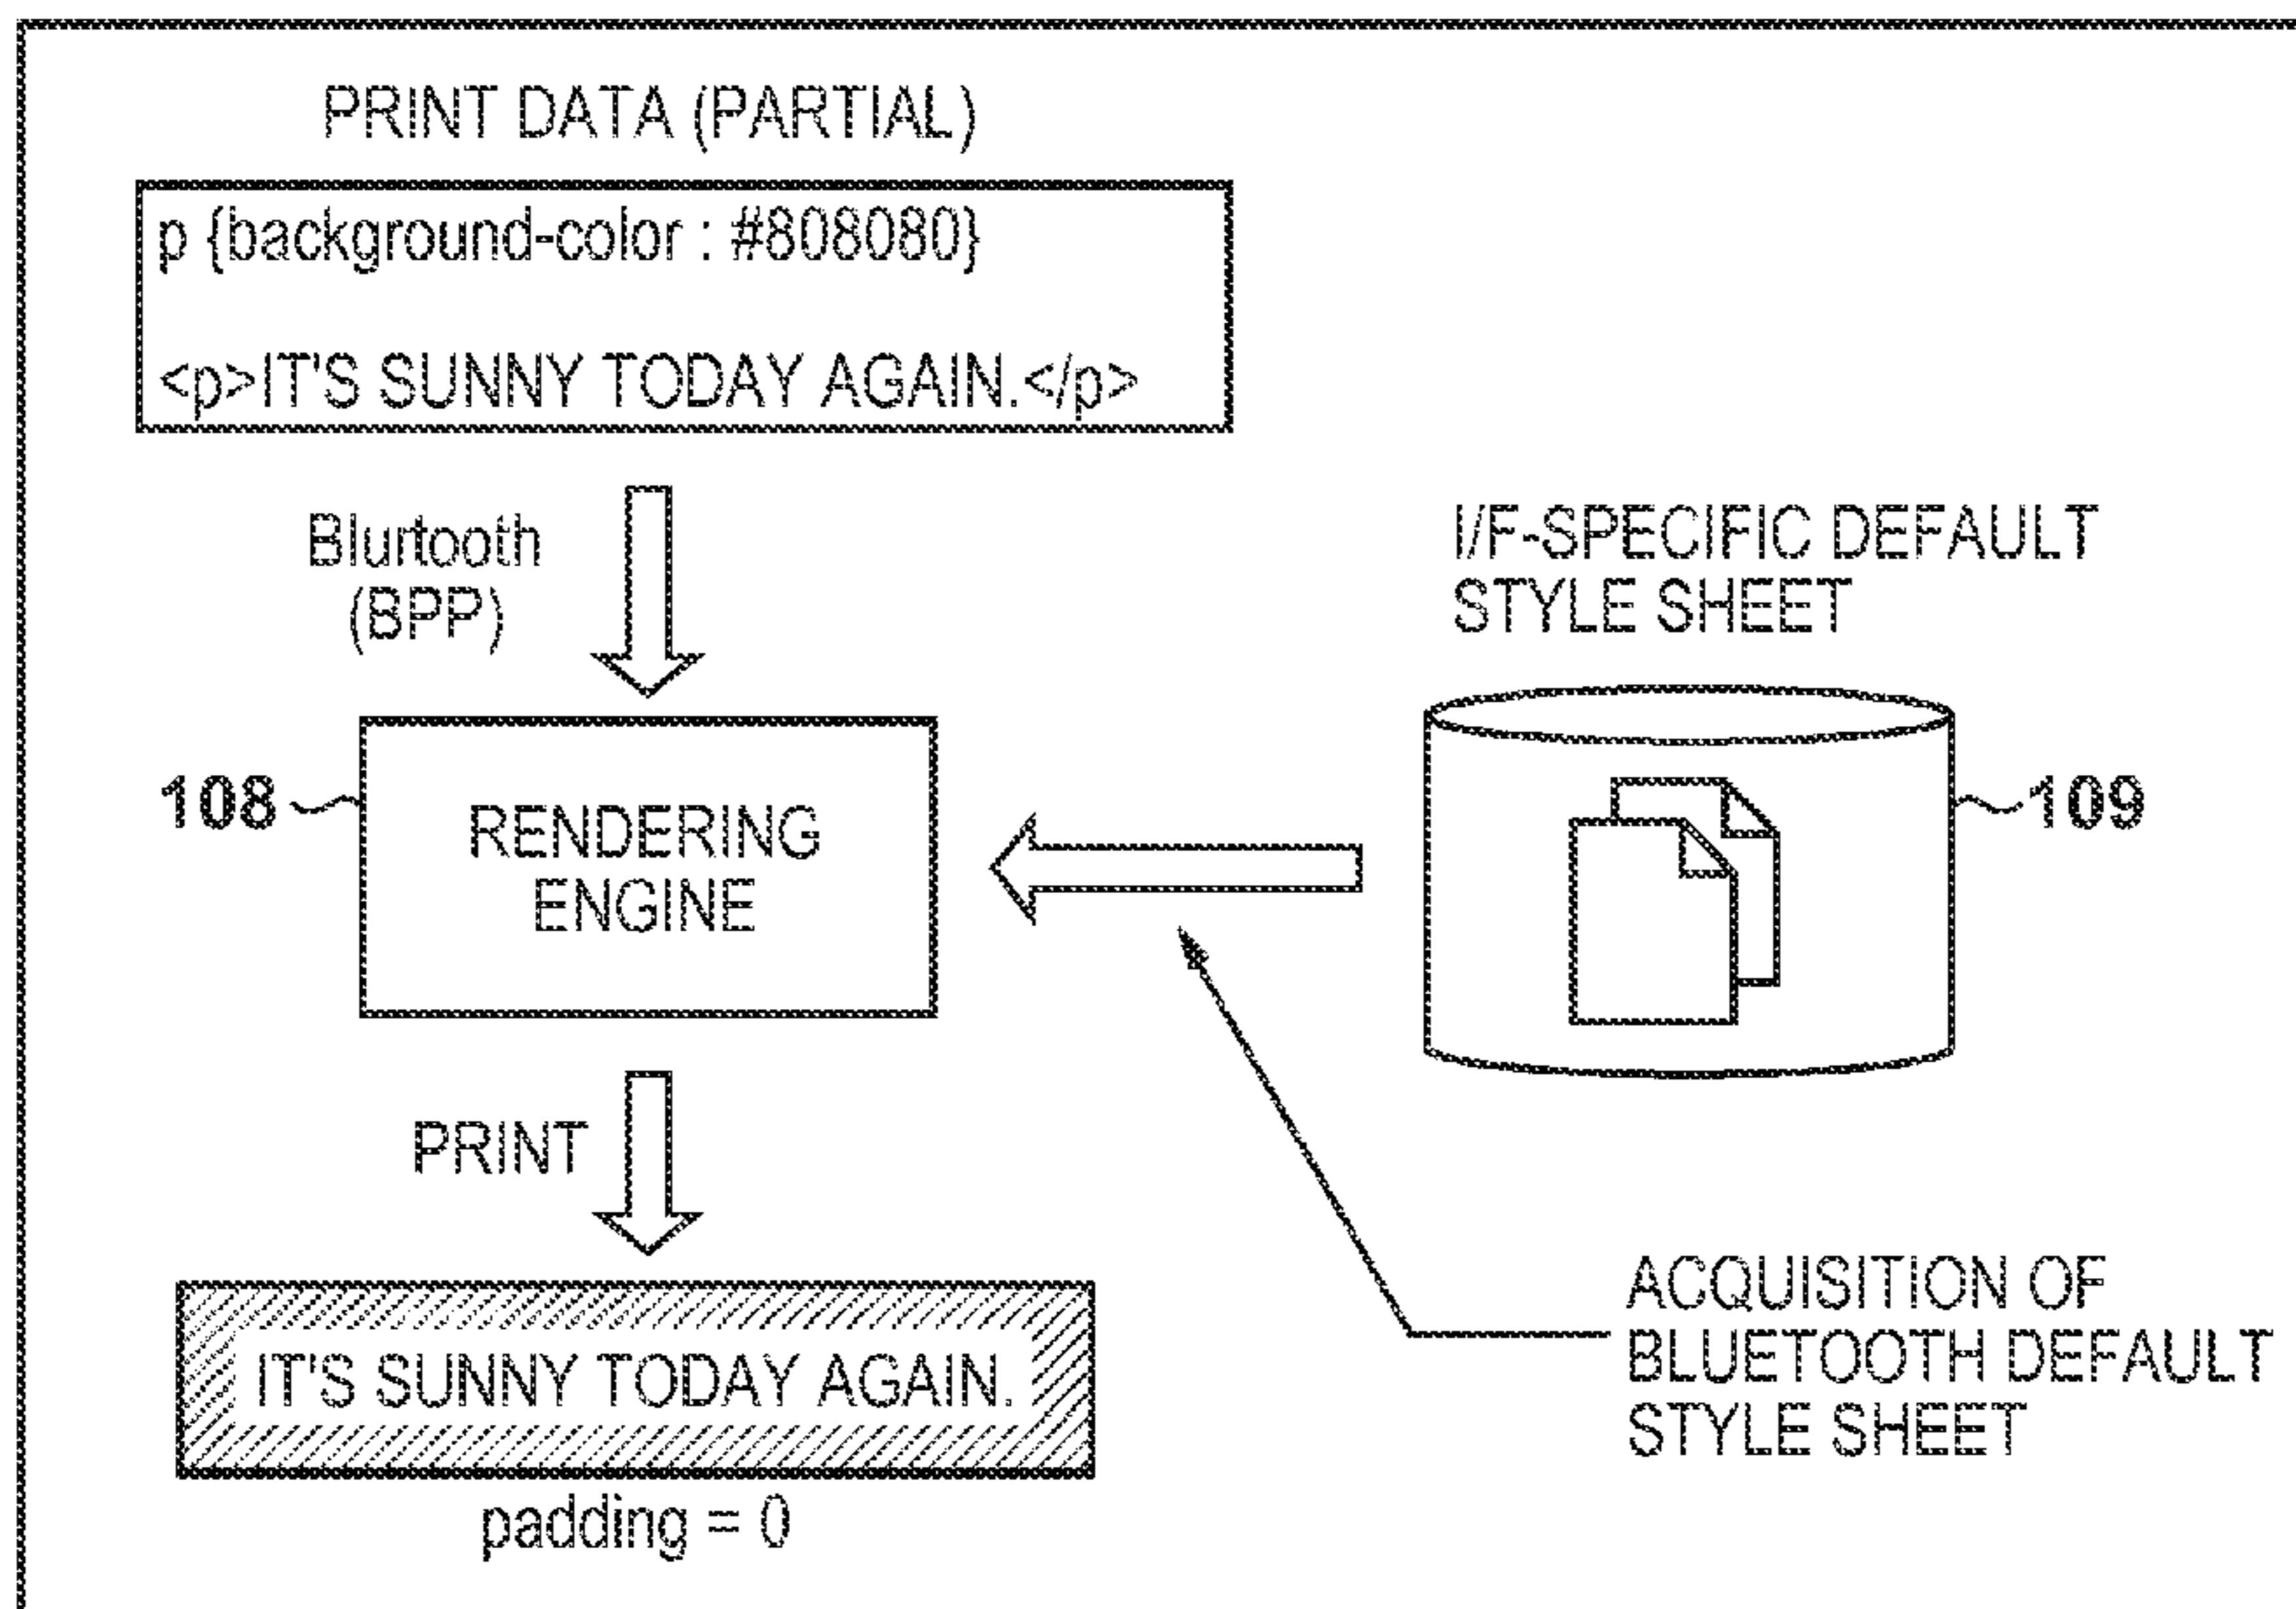 PRINT DATA (PARTIAL)
p {background-color : #808080}
<p>IT'S SUNNY TODAY AGAIN.</p>
Blurtooth
(BPP)
I/F-SPECIFIC DEFAULT
STYLE SHEET
108
RENDERING
ENGINE
109
PRINT
ACQUISITION OF
BLUETOOTH DEFAULT
STYLE SHEET
IT'S SUNNY TODAY AGAIN.
padding = 0